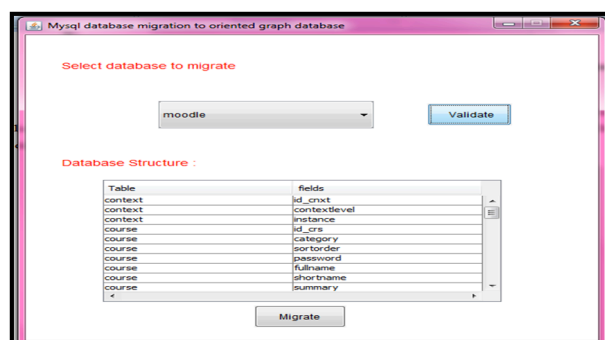 Mysql database migration to oriented graph database
Select database to migrate
moodle
Validate
Database Structure :
Table fields
context id_cnxt
context contextlevel
context instance
course id_crs
course category
course sortorder
course password
course fullname
course shortname
course summary
Migrate